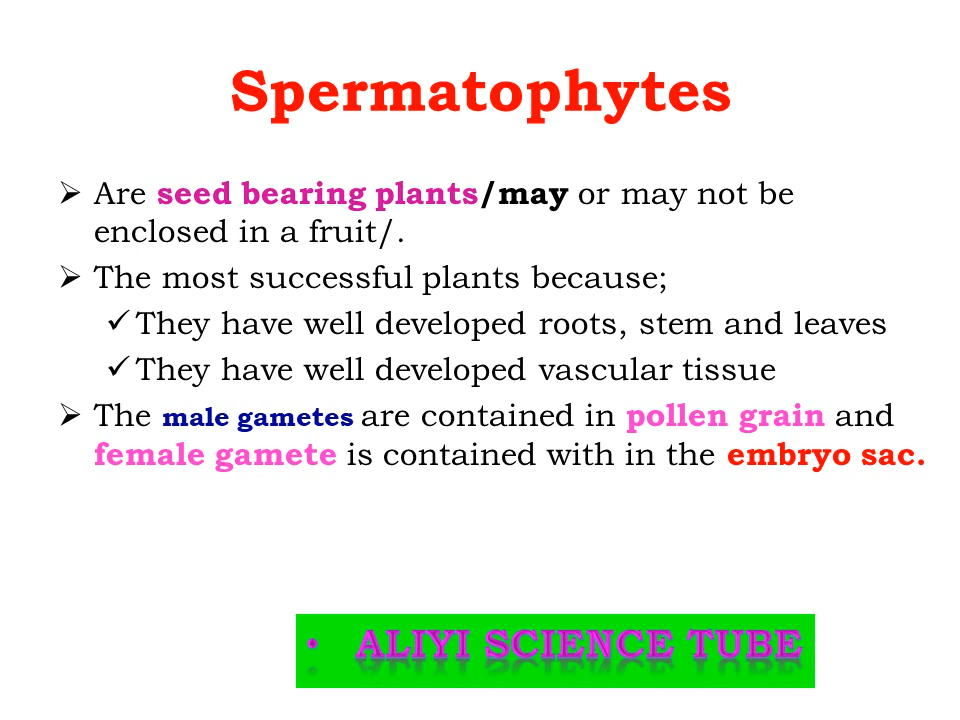 Spermatophytes
➢ Are seed bearing plants/may or may not be
enclosed in a fruit/.
➢ The most successful plants because;
✓ They have well developed roots, stem and leaves
✓ They have well developed vascular tissue
➢ The male gametes are contained in pollen grain and
female gamete is contained with in the embryo sac.
• ALIYI SCIENCE TUBE